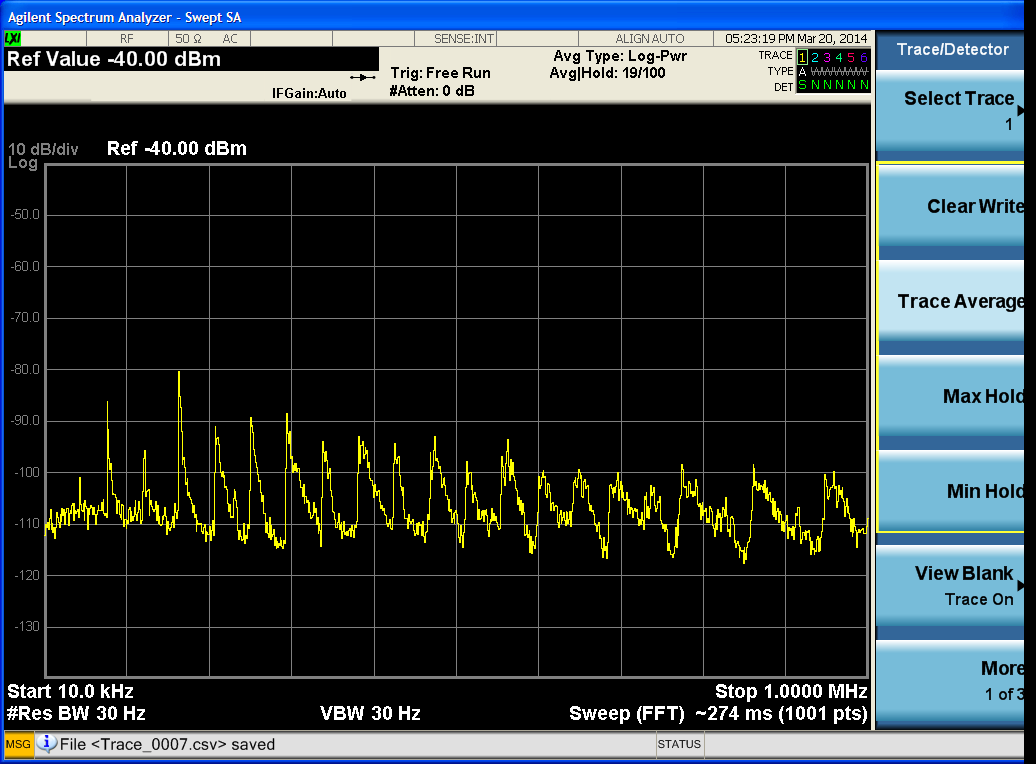 Agilent Spectrum Analyzer - Swept SA
LXI RF 50 Ω AC SENSE:INT ALIGN AUTO 05:23:19 PM Mar 20, 2014
Ref Value -40.00 dBm
IFGain:Auto
Trig: Free Run
#Atten: 0 dB
Avg Type: Log-Pwr
Avg|Hold: 19/100
TRACE 1 2 3 4 5 6
TYPE A WWWWW
DET S N N N N N
10 dB/div
Log
Ref -40.00 dBm
-50.0
-60.0
-70.0
-80.0
-90.0
-100
-110
-120
-130
Start 10.0 kHz
Stop 1.0000 MHz
#Res BW 30 Hz
VBW 30 Hz
Sweep (FFT) ~274 ms (1001 pts)
MSG
File <Trace_0007.csv> saved
STATUS
Trace/Detector
Select Trace
1
Clear Write
Trace Average
Max Hold
Min Hold
View Blank
Trace On
More
1 of 3